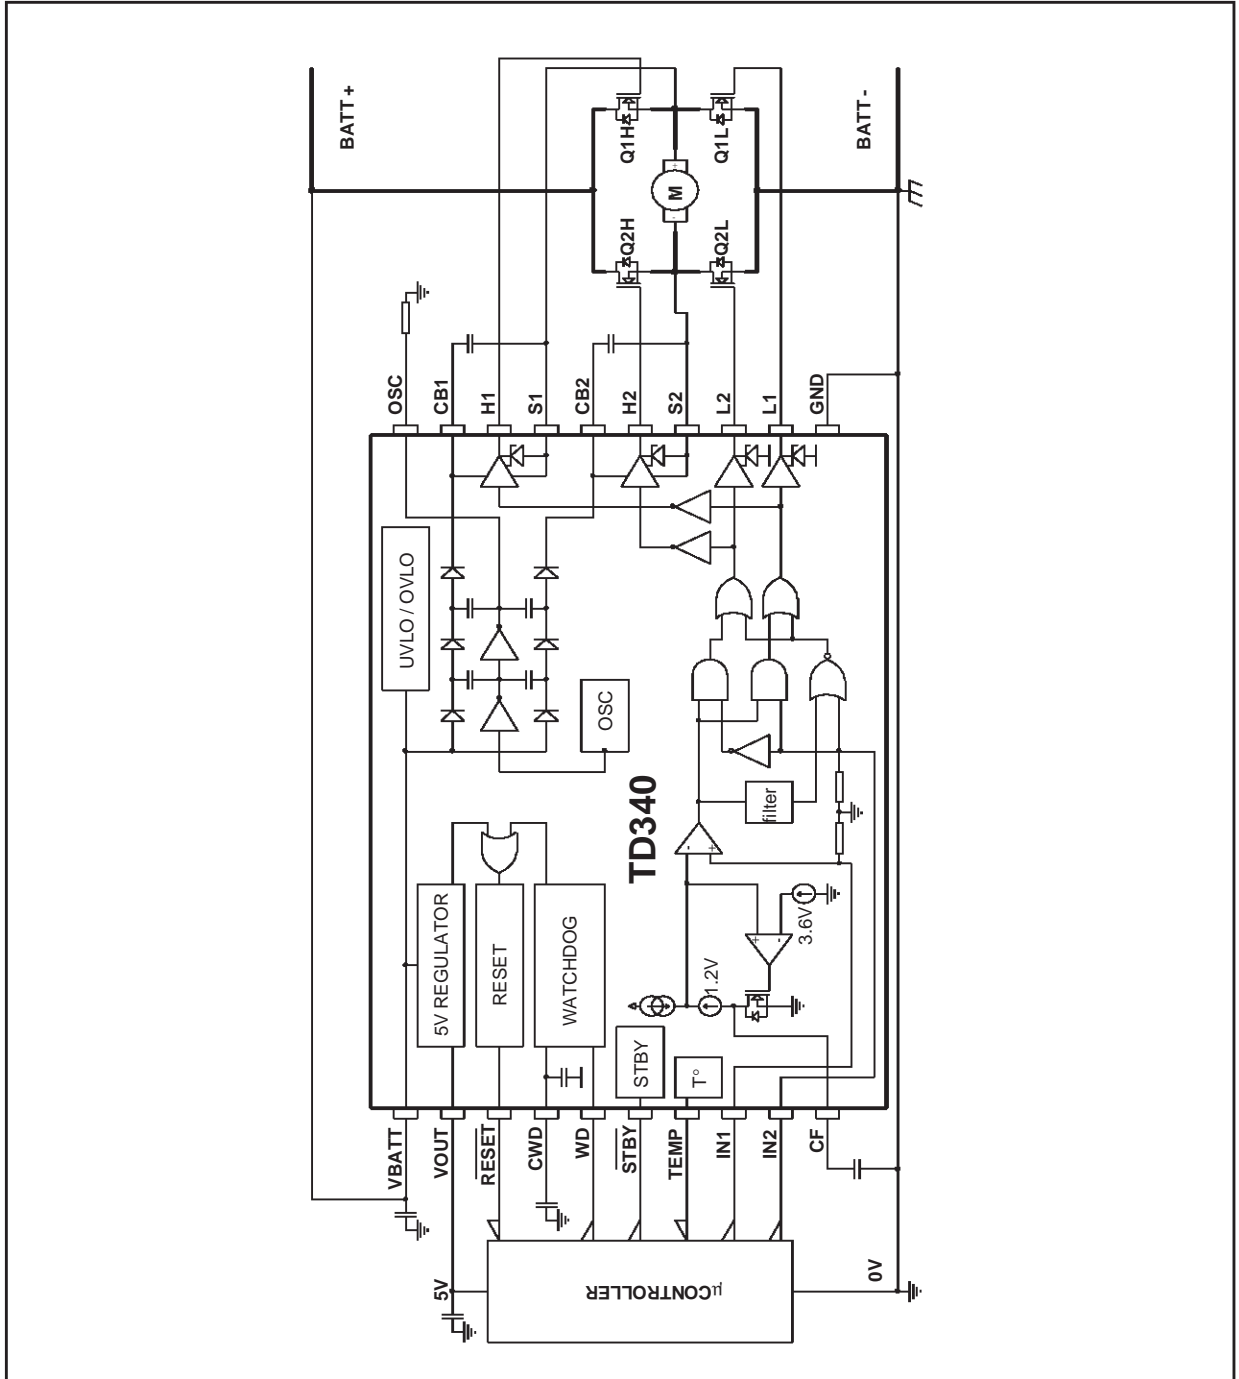 BATT +
BATT -
Q1H
Q1L
M
+
-
Q2H
Q2L
OSC
CB1
H1
S1
CB2
H2
S2
L2
L1
GND
UVLO / OVLO
OSC
TD340
filter
-
+
+
-
3.6V
1.2V
5V REGULATOR
RESET
WATCHDOG
STBY
T°
VBATT
VOUT
RESET
CWD
WD
STBY
TEMP
IN1
IN2
CF
5V
µCONTROLLER
0V